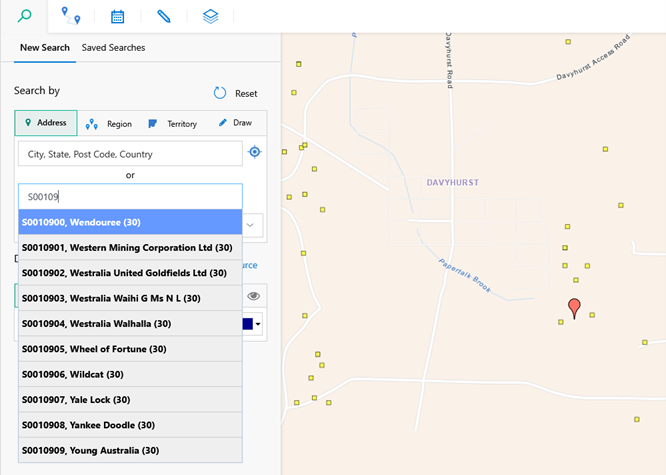 New Search Saved Searches
Search by
Reset
Address Region Territory Draw
City, State, Post Code, Country
or
S00109
S0010900, Wendouree (30)
S0010901, Western Mining Corporation Ltd (30)
S0010902, Westralia United Goldfields Ltd (30)
S0010903, Westralia Waihi G Ms N L (30)
S0010904, Westralia Walhalla (30)
S0010905, Wheel of Fortune (30)
S0010906, Wildcat (30)
S0010907, Yale Lock (30)
S0010908, Yankee Doodle (30)
S0010909, Young Australia (30)
Davyhurst Road
Davyhurst Access Road
DAVYHURST
Papertalk Brook